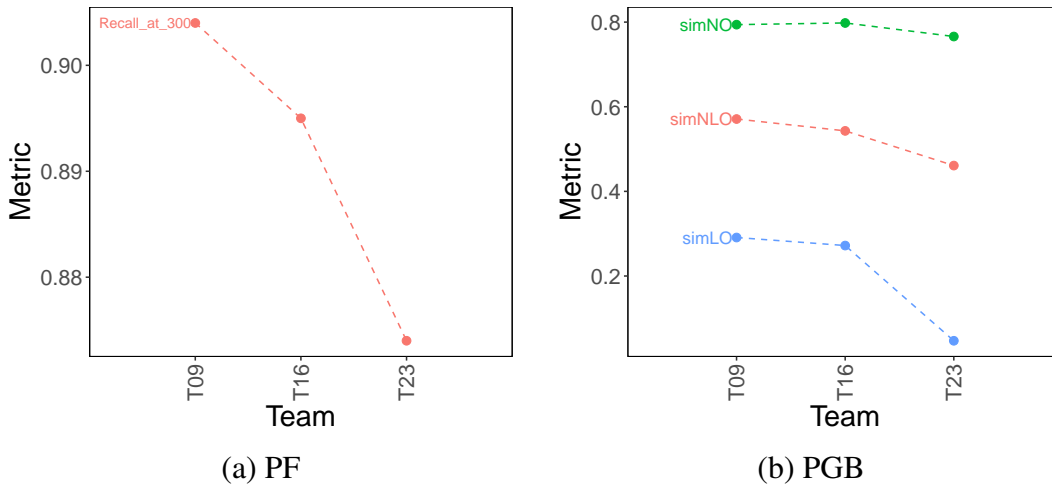 Recall_at_300
0.90
0.89
0.88
Metric
T09
T16
T23
Team
(a) PF
simNO
simNLO
simLO
0.8
0.6
0.4
0.2
Metric
T09
T16
T23
Team
(b) PGB